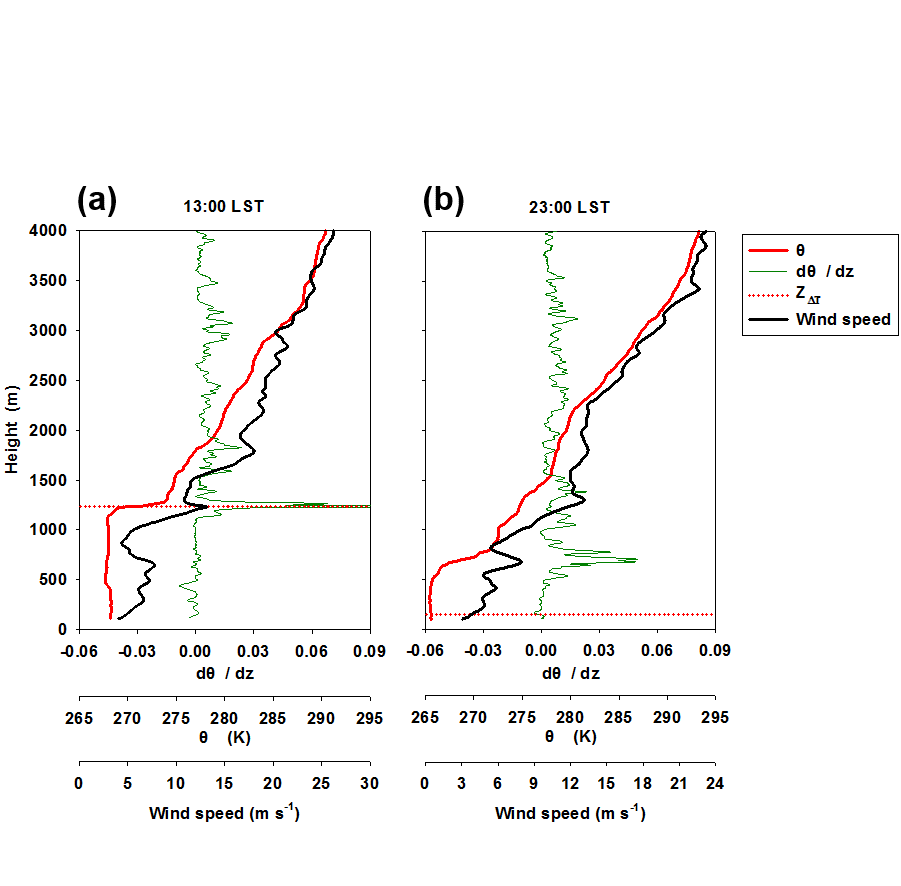 (a) 13:00 LST
(b) 23:00 LST
4000
3500
3000
2500
2000
1500
1000
500
0
Height (m)
-0.06 -0.03 0.00 0.03 0.06 0.09
dθ / dz
265 270 275 280 285 290 295
θ (K)
0 5 10 15 20 25 30
Wind speed (m s⁻¹)
-0.06 -0.03 0.00 0.03 0.06 0.09
dθ / dz
265 270 275 280 285 290 295
θ (K)
0 3 6 9 12 15 18 21 24
Wind speed (m s⁻¹)
θ
dθ / dz
Z ΔT
Wind speed